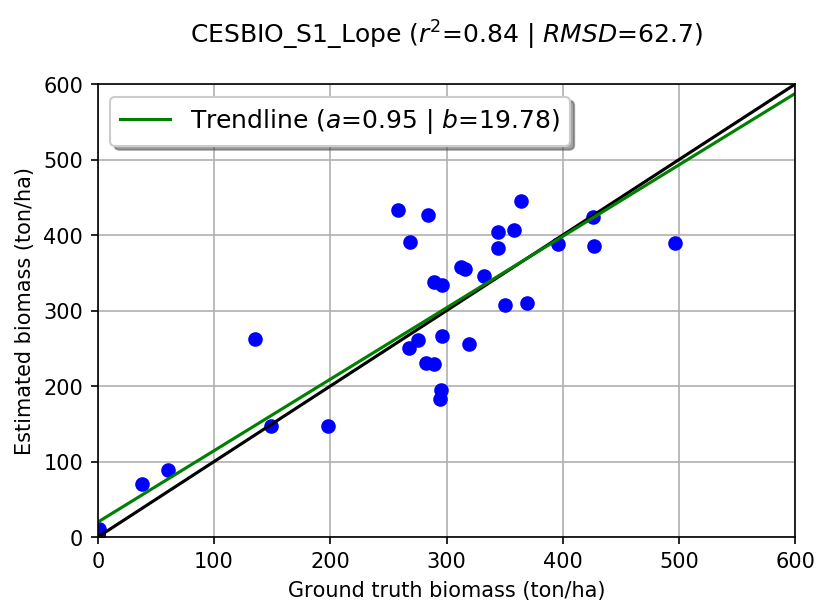 CESBIO_S1_Lope (r²=0.84 | RMSD=62.7)
Trendline (a=0.95 | b=19.78)
Estimated biomass (ton/ha)
600
500
400
300
200
100
0
0 100 200 300 400 500 600
Ground truth biomass (ton/ha)